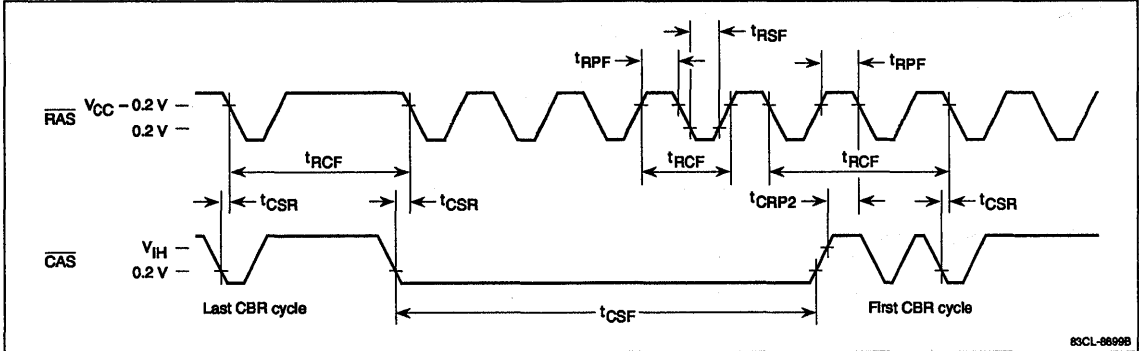 tRSF
tRPF
tRPF
RAS VCC – 0.2 V
0.2 V
tRCF
tRCF
tRCF
tCSR
tCSR
tCRP2
tCSR
CAS VIH
0.2 V
Last CBR cycle
tCSF
First CBR cycle
83CL-8899B